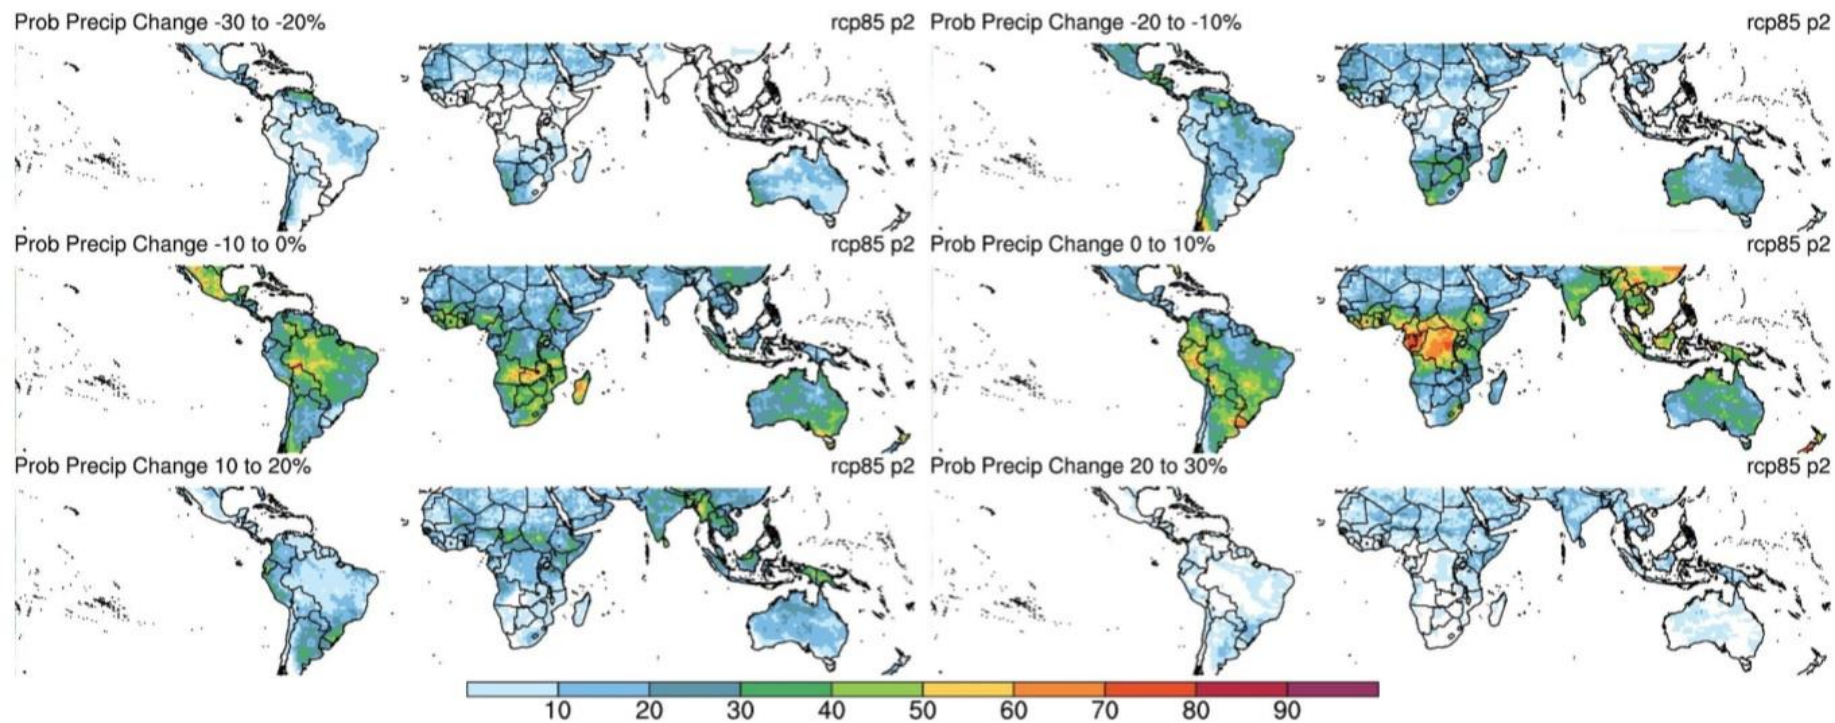 Prob Precip Change -30 to -20% rcp85 p2 Prob Precip Change -20 to -10% rcp85 p2
Prob Precip Change -10 to 0% rcp85 p2 Prob Precip Change 0 to 10% rcp85 p2
Prob Precip Change 10 to 20% rcp85 p2 Prob Precip Change 20 to 30% rcp85 p2
10 20 30 40 50 60 70 80 90